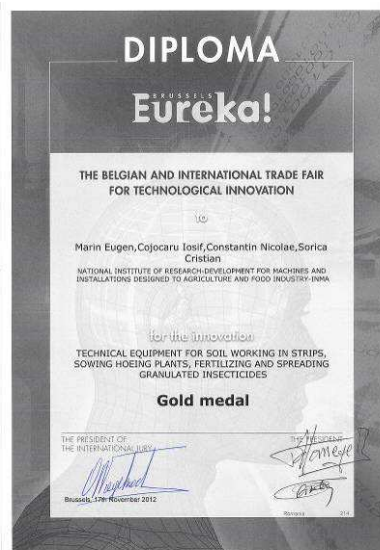 DIPLOMA
BRUSSELS
Eureka!
THE BELGIAN AND INTERNATIONAL TRADE FAIR
FOR TECHNOLOGICAL INNOVATION
to
Marin Eugen,Cojocaru Iosif,Constantin Nicolae,Sorica
Cristian
NATIONAL INSTITUTE OF RESEARCH-DEVELOPMENT FOR MACHINES AND
INSTALLATIONS DESIGNED TO AGRICULTURE AND FOOD INDUSTRY-INMA
for the innovation
TECHNICAL EQUIPMENT FOR SOIL WORKING IN STRIPS,
SOWING HOEING PLANTS, FERTILIZING AND SPREADING
GRANULATED INSECTICIDES
Gold medal
THE PRESIDENT OF
THE INTERNATIONAL JURY
THE PRESIDENT
Brussels, 17th November 2012
Romania 214